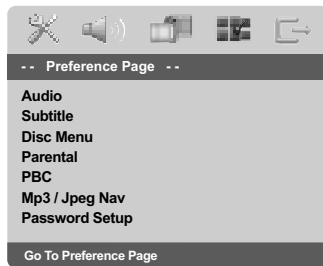 -- Preference Page --
Audio
Subtitle
Disc Menu
Parental
PBC
Mp3 / Jpeg Nav
Password Setup
Go To Preference Page